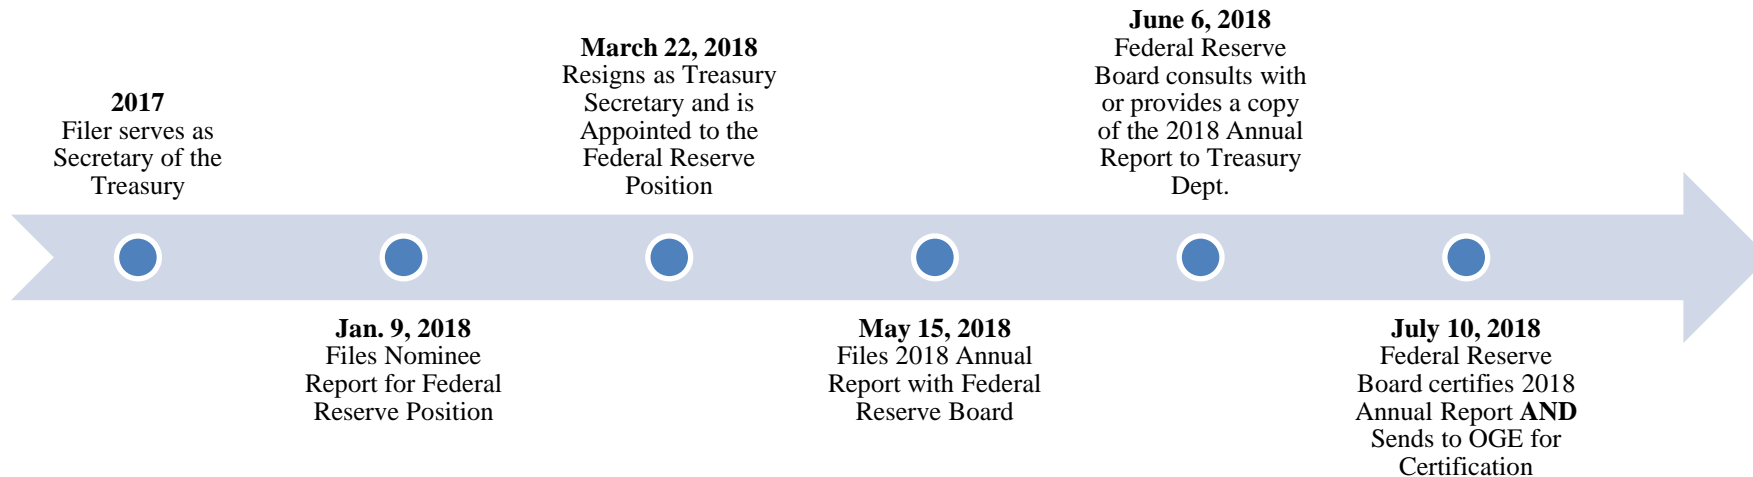 2017
Filer serves as
Secretary of the
Treasury
Jan. 9, 2018
Files Nominee
Report for Federal
Reserve Position
March 22, 2018
Resigns as Treasury
Secretary and is
Appointed to the
Federal Reserve
Position
May 15, 2018
Files 2018 Annual
Report with Federal
Reserve Board
June 6, 2018
Federal Reserve
Board consults with
or provides a copy
of the 2018 Annual
Report to Treasury
Dept.
July 10, 2018
Federal Reserve
Board certifies 2018
Annual Report AND
Sends to OGE for
Certification